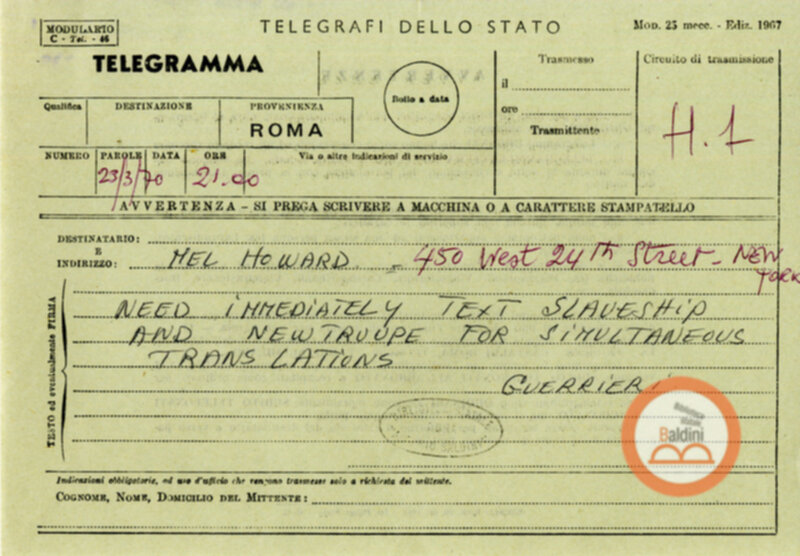 MODULARIO
C - Tel. - 46
TELEGRAFI DELLO STATO
Mod. 25 mecc. - Ediz. 1967
TELEGRAMMA
Qualifica
DESTINAZIONE
PROVENIENZA
ROMA
Bollo a data
Trasmesso
il
ore
Trasmittente
Circuito di trasmissione
H.1
NUMERO
PAROLE
DATA
ORE
Via o altre indicazioni di servizio
23/3/70
21.00
AVVERTENZA - SI PREGA SCRIVERE A MACCHINA O A CARATTERE STAMPATELLO
DESTINATARIO:
E
INDIRIZZO:
MEL HOWARD - 450 West 24th Street - NEW
YORK
TESTO ed eventualmente FIRMA
NEED IMMEDIATELY TEXT SLAVESHIP
AND NEWTROUPE FOR SIMULTANEOUS
TRANSLATIONS
GUERRIERI
Biblioteca
statale
Baldini
Indicazioni obbligatorie, ad uso d'ufficio che vengono trasmesse solo a richiesta del mittente.
COGNOME, NOME, DOMICILIO DEL MITTENTE: